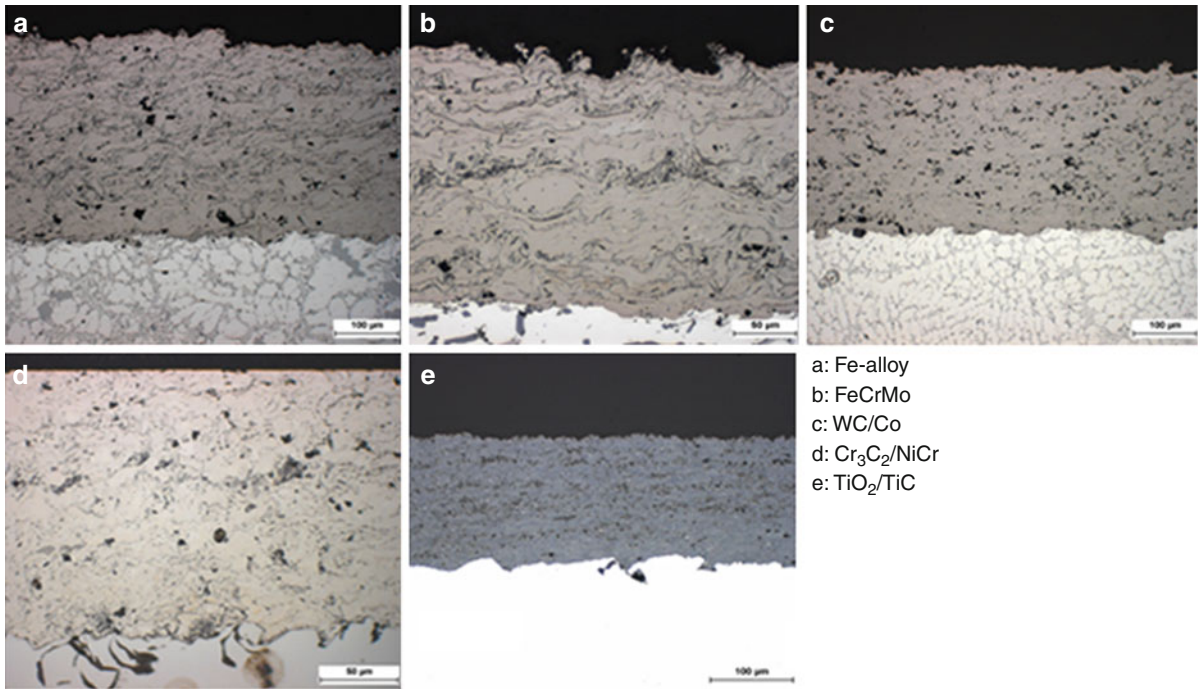 a
b
c
100 µm
50 µm
100 µm
d
e
a: Fe-alloy
b: FeCrMo
c: WC/Co
d: Cr3C2/NiCr
e: TiO2/TiC
50 µm
100 µm